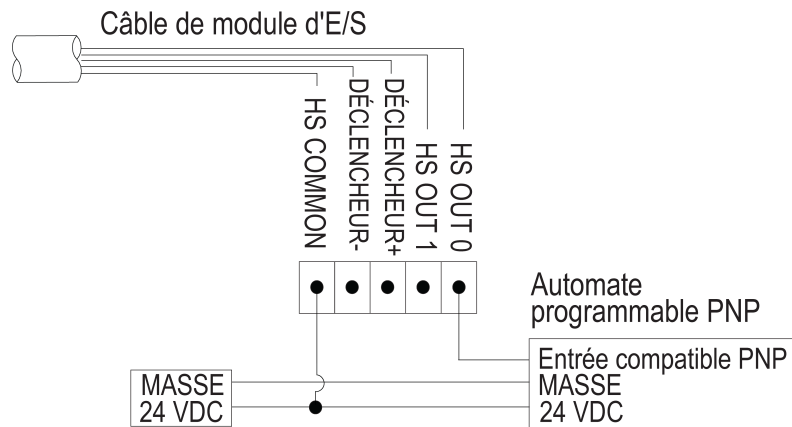 Câble de module d'E/S
HS COMMON
DÉCLENCHEUR-
DÉCLENCHEUR+
HS OUT 1
HS OUT 0
Automate
programmable PNP
Entrée compatible PNP
MASSE
24 VDC
MASSE
24 VDC